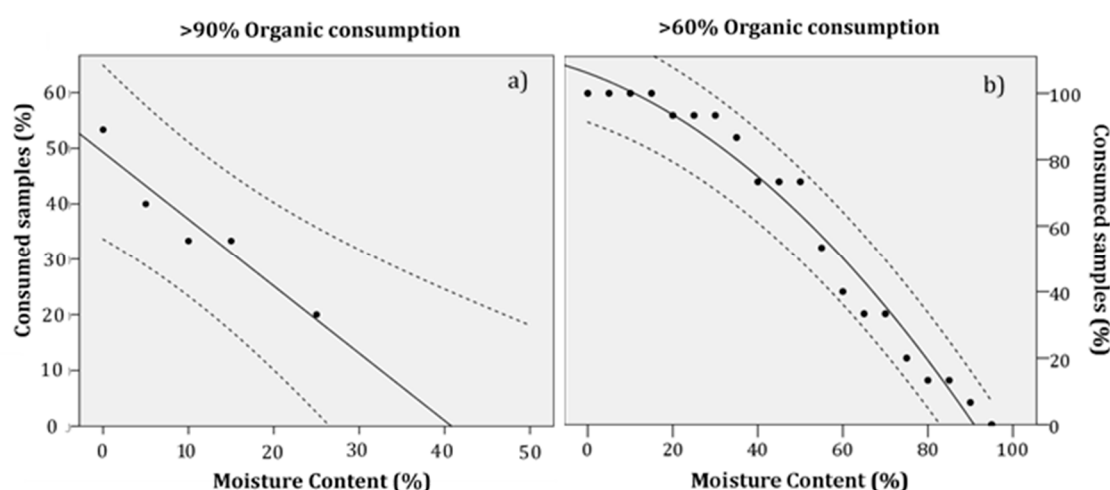 >90% Organic consumption
a)
Consumed samples (%)
60
50
40
30
20
10
0
0 10 20 30 40 50
Moisture Content (%)
>60% Organic consumption
b)
100
80
60
40
20
0
Consumed samples (%)
0 20 40 60 80 100
Moisture Content (%)